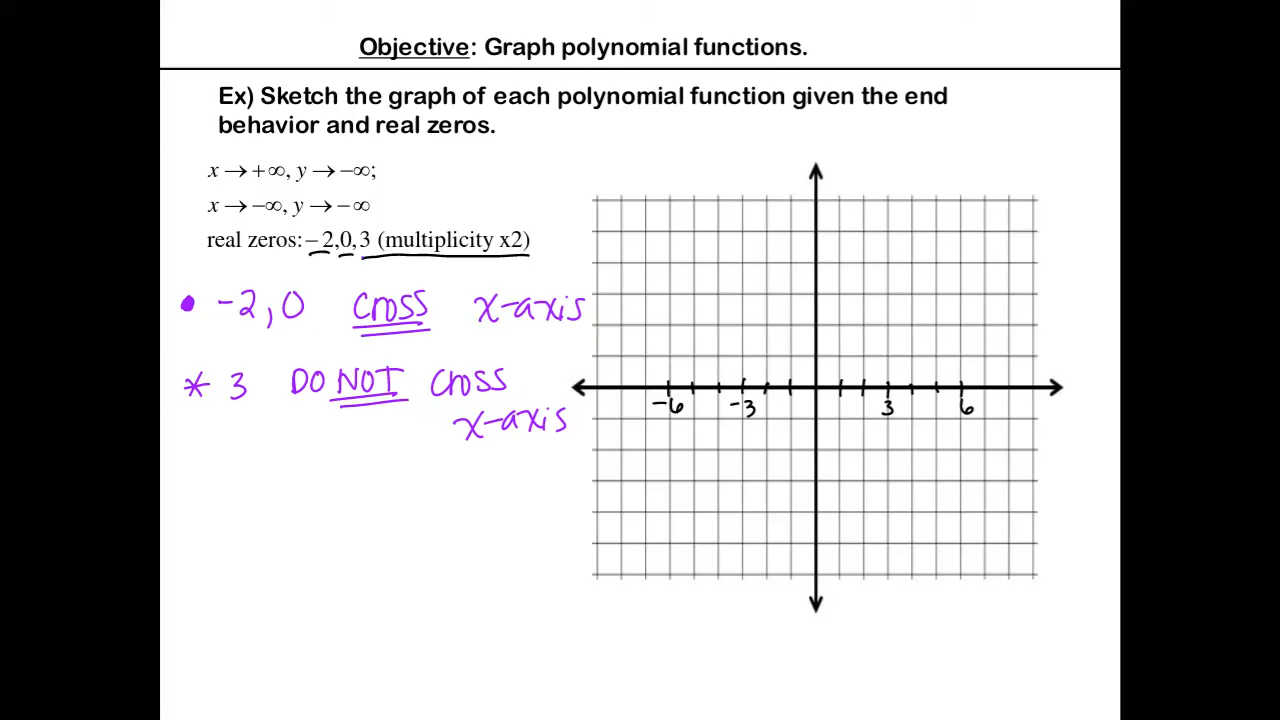 Objective: Graph polynomial functions.
Ex) Sketch the graph of each polynomial function given the end
behavior and real zeros.
x → +∞, y → −∞;
x → −∞, y → −∞
real zeros: −2,0,3 (multiplicity x2)
• -2, 0 cross x-axis
* 3 DO NOT cross
x-axis
-6 -3 3 6